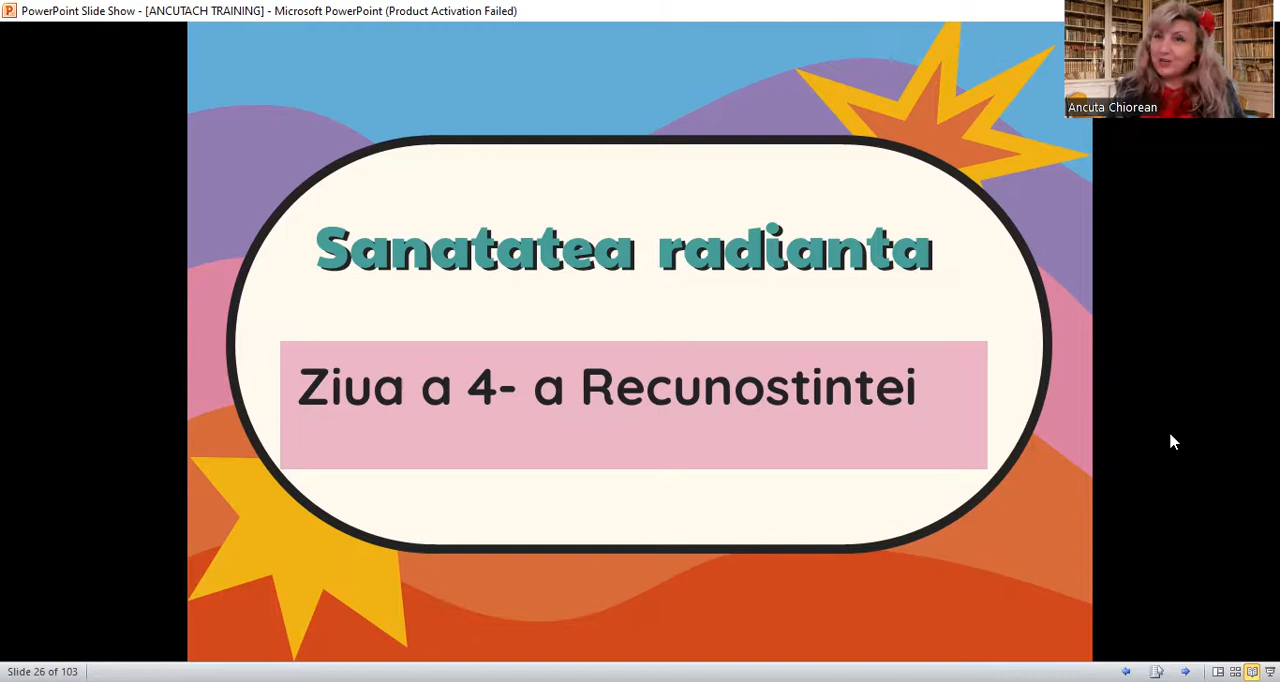 PowerPoint Slide Show - [ANCUTACH TRAINING] - Microsoft PowerPoint (Product Activation Failed)
Ancuta Chiorean
Sanatatea radianta
Ziua a 4- a Recunostintei
Slide 26 of 103